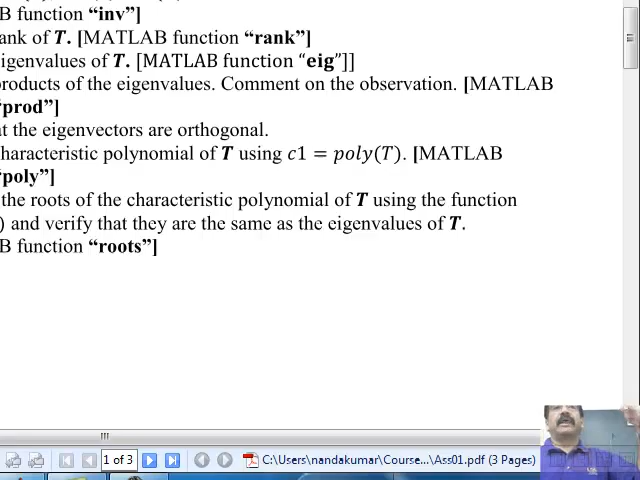 B function “inv”]
ank of T. [MATLAB function “rank”]
igenvalues of T. [MATLAB function “eig”]]
products of the eigenvalues. Comment on the observation. [MATLAB
“prod”]
at the eigenvectors are orthogonal.
haracteristic polynomial of T using c1 = poly(T). [MATLAB
“poly”]
the roots of the characteristic polynomial of T using the function
) and verify that they are the same as the eigenvalues of T.
B function “roots”]
1 of 3
C:\Users\nandakumar\Course...\Ass01.pdf (3 Pages)